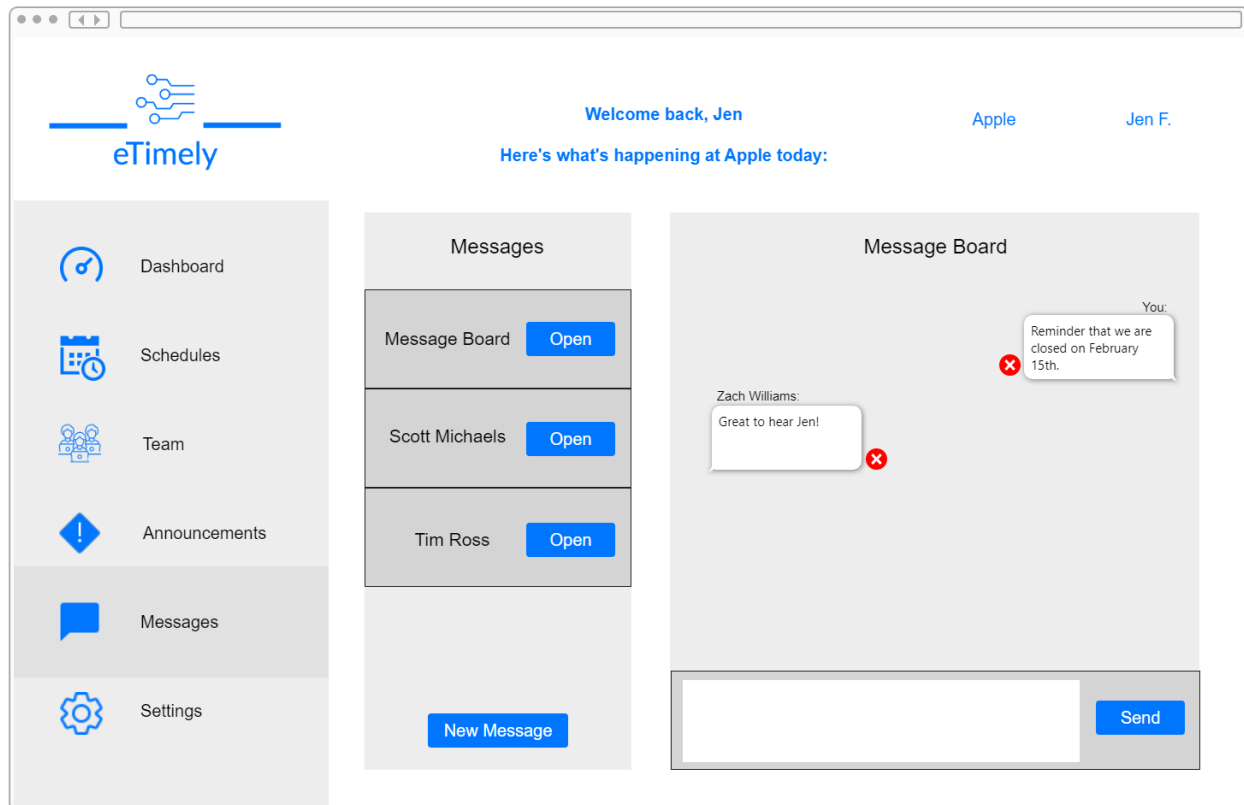 eTimely
Welcome back, Jen
Here's what's happening at Apple today:
Apple
Jen F.
Dashboard
Schedules
Team
Announcements
Messages
Settings
Messages
Message Board
Open
Scott Michaels
Open
Tim Ross
Open
New Message
Message Board
You:
Reminder that we are
closed on February
15th.
Zach Williams:
Great to hear Jen!
Send